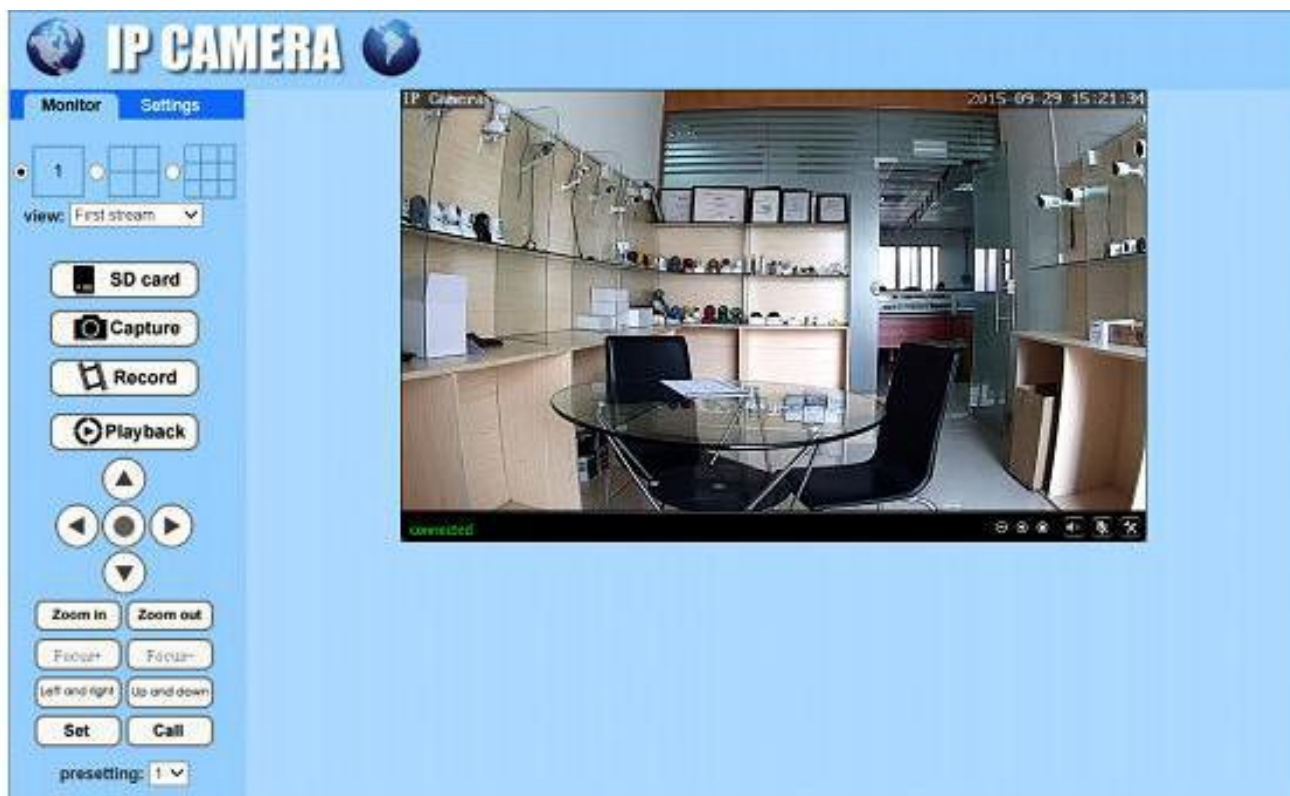 IP CAMERA
Monitor Settings
IP Camera 2015-09-29 15:21:34
1
view: First stream
SD card
Capture
Record
Playback
connected
Zoom in Zoom out
Focus+ Focus-
Left and right Up and down
Set Call
presetting: 1